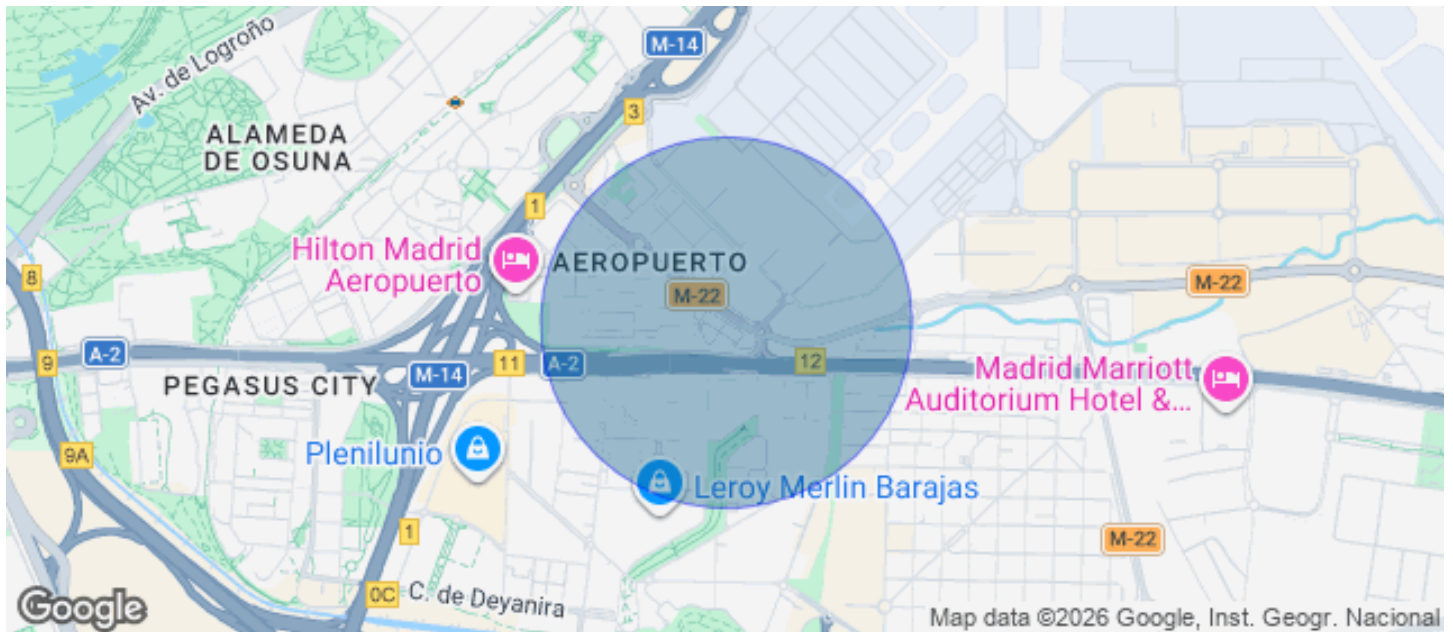 M-14
Av. de Logroño
3
ALAMEDA
DE OSUNA
1
Hilton Madrid
Aeropuerto
AEROPUERTO
8
M-22
M-22
A-2
9
11
A-2
12
M-14
PEGASUS CITY
Madrid Marriott
Auditorium Hotel &...
9A
Plenilunio
Leroy Merlin Barajas
1
M-22
0C
C. de Deyanira
Google
Map data ©2026 Google, Inst. Geogr. Nacional